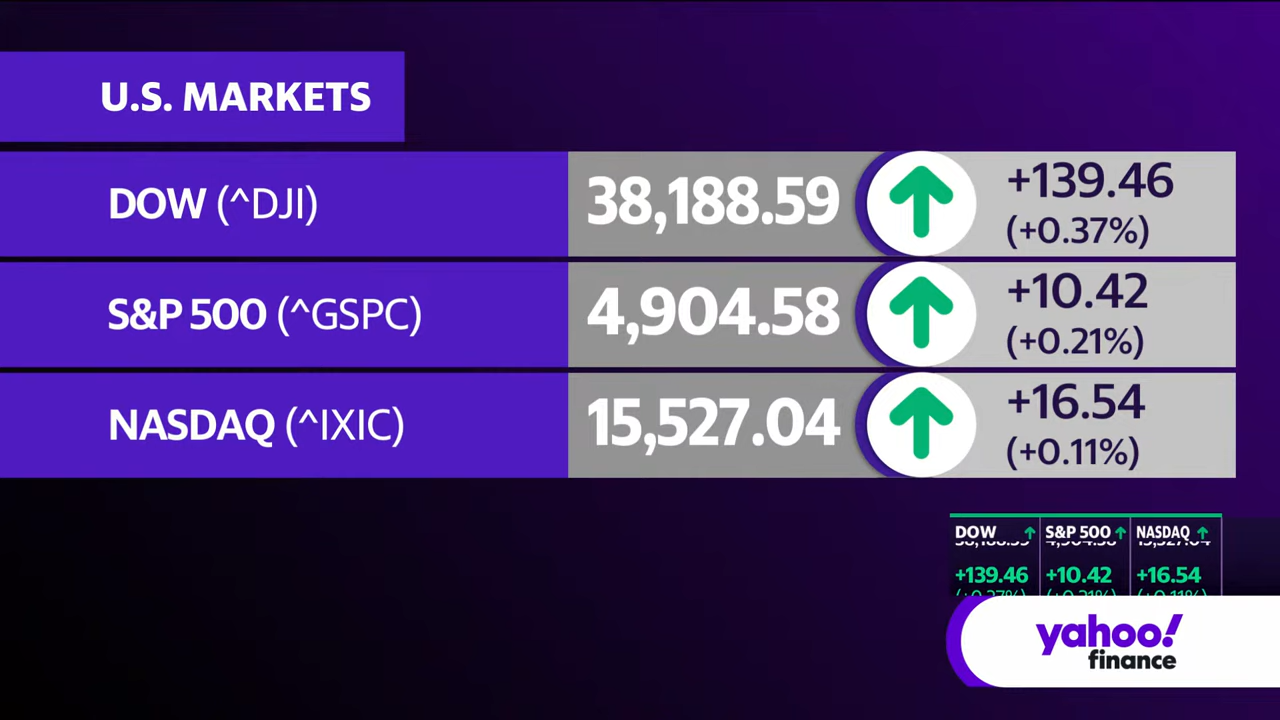 U.S. MARKETS
DOW (^DJI) 38,188.59 +139.46
(+0.37%)
S&P 500 (^GSPC) 4,904.58 +10.42
(+0.21%)
NASDAQ (^IXIC) 15,527.04 +16.54
(+0.11%)
DOW S&P 500 NASDAQ
+139.46 +10.42 +16.54
yahoo!
finance